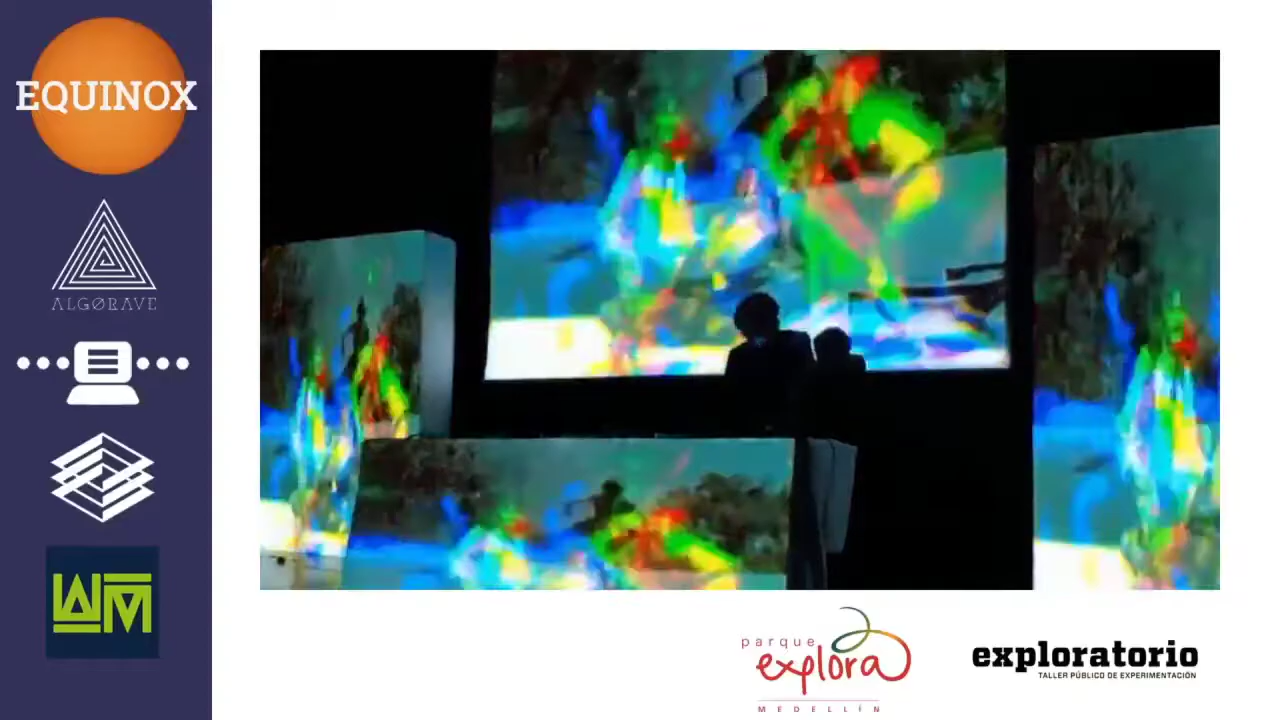 EQUINOX
ALGØRAVE
parque
explora
MEDELLÍN
exploratorio
TALLER PÚBLICO DE EXPERIMENTACIÓN